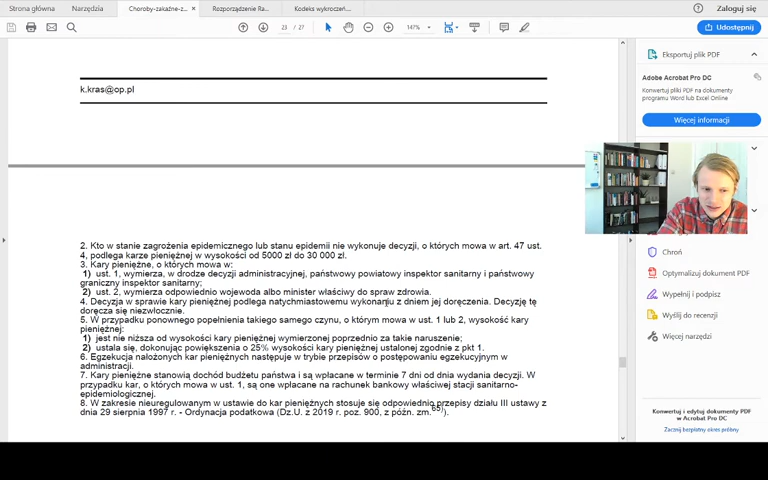 Strona główna
Narzędzia
Choroby-zakaźne-z... ×
Rozporządzenie Ra...
Kodeks wykroczeń...
Zaloguj się
23 / 27
147%
Udostępnij
k.kras@op.pl
2. Kto w stanie zagrożenia epidemicznego lub stanu epidemii nie wykonuje decyzji, o których mowa w art. 47 ust.
4, podlega karze pieniężnej w wysokości od 5000 zł do 30 000 zł.
3. Kary pieniężne, o których mowa w:
1) ust. 1, wymierza, w drodze decyzji administracyjnej, państwowy powiatowy inspektor sanitarny i państwowy
graniczny inspektor sanitarny;
2) ust. 2, wymierza odpowiednio wojewoda albo minister właściwy do spraw zdrowia.
4. Decyzja w sprawie kary pieniężnej podlega natychmiastowemu wykonaniu z dniem jej doręczenia. Decyzję tę
doręcza się niezwłocznie.
5. W przypadku ponownego popełnienia takiego samego czynu, o którym mowa w ust. 1 lub 2, wysokość kary
pieniężnej:
1) jest nie niższa od wysokości kary pieniężnej wymierzonej poprzednio za takie naruszenie;
2) ustala się, dokonując powiększenia o 25% wysokości kary pieniężnej ustalonej zgodnie z pkt 1.
6. Egzekucja nałożonych kar pieniężnych następuje w trybie przepisów o postępowaniu egzekucyjnym w
administracji.
7. Kary pieniężne stanowią dochód budżetu państwa i są wpłacane w terminie 7 dni od dnia wydania decyzji. W
przypadku kar, o których mowa w ust. 1, są one wpłacane na rachunek bankowy właściwej stacji sanitarno-
epidemiologicznej.
8. W zakresie nieuregulowanym w ustawie do kar pieniężnych stosuje się odpowiednio przepisy działu III ustawy z
dnia 29 sierpnia 1997 r. - Ordynacja podatkowa (Dz.U. z 2019 r. poz. 900, z późn. zm.65)).
Eksportuj plik PDF
Adobe Acrobat Pro DC
Konwertuj pliki PDF na dokumenty
programu Word lub Excel Online
Więcej informacji
Chroń
Optymalizuj dokument PDF
Wypełnij i podpisz
Wyślij do recenzji
Więcej narzędzi
Konwertuj i edytuj dokumenty PDF
w Acrobat Pro DC
Zacznij bezpłatny okres próbny